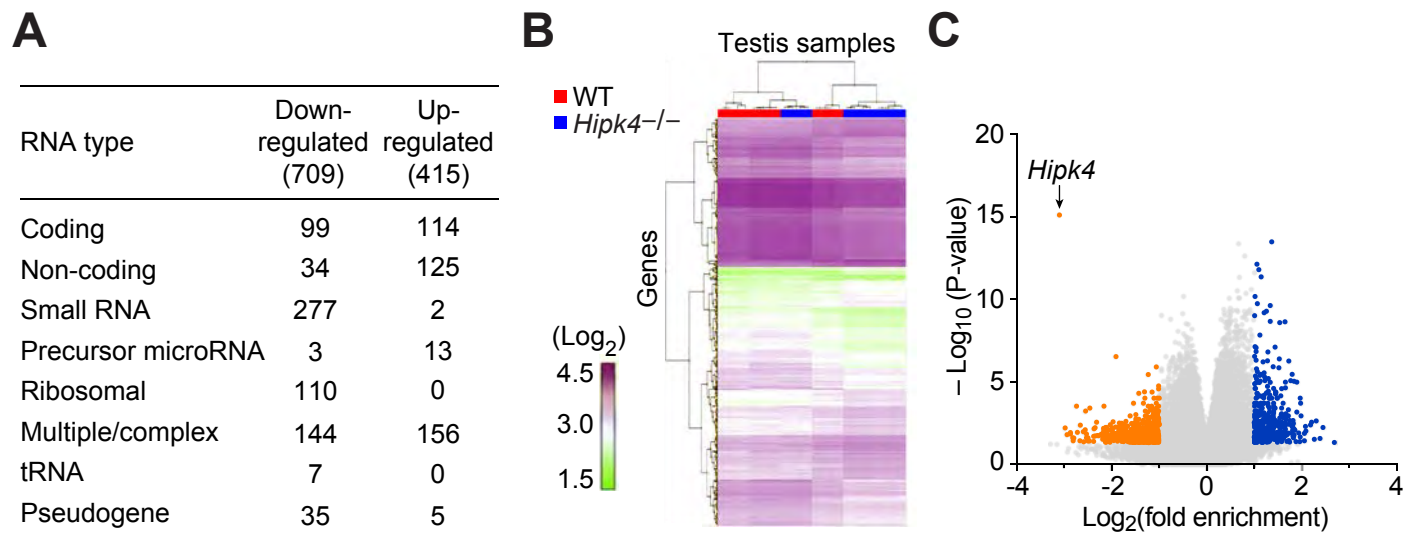 A
RNA type
Down-
regulated
(709)
Up-
regulated
(415)
Coding 99 114
Non-coding 34 125
Small RNA 277 2
Precursor microRNA 3 13
Ribosomal 110 0
Multiple/complex 144 156
tRNA 7 0
Pseudogene 35 5
B
Testis samples
WT
Hipk4−/−
Genes
(Log2)
4.5
3.0
1.5
C
Hipk4
− Log10 (P-value)
20
15
10
5
0
-4 -2 0 2 4
Log2(fold enrichment)